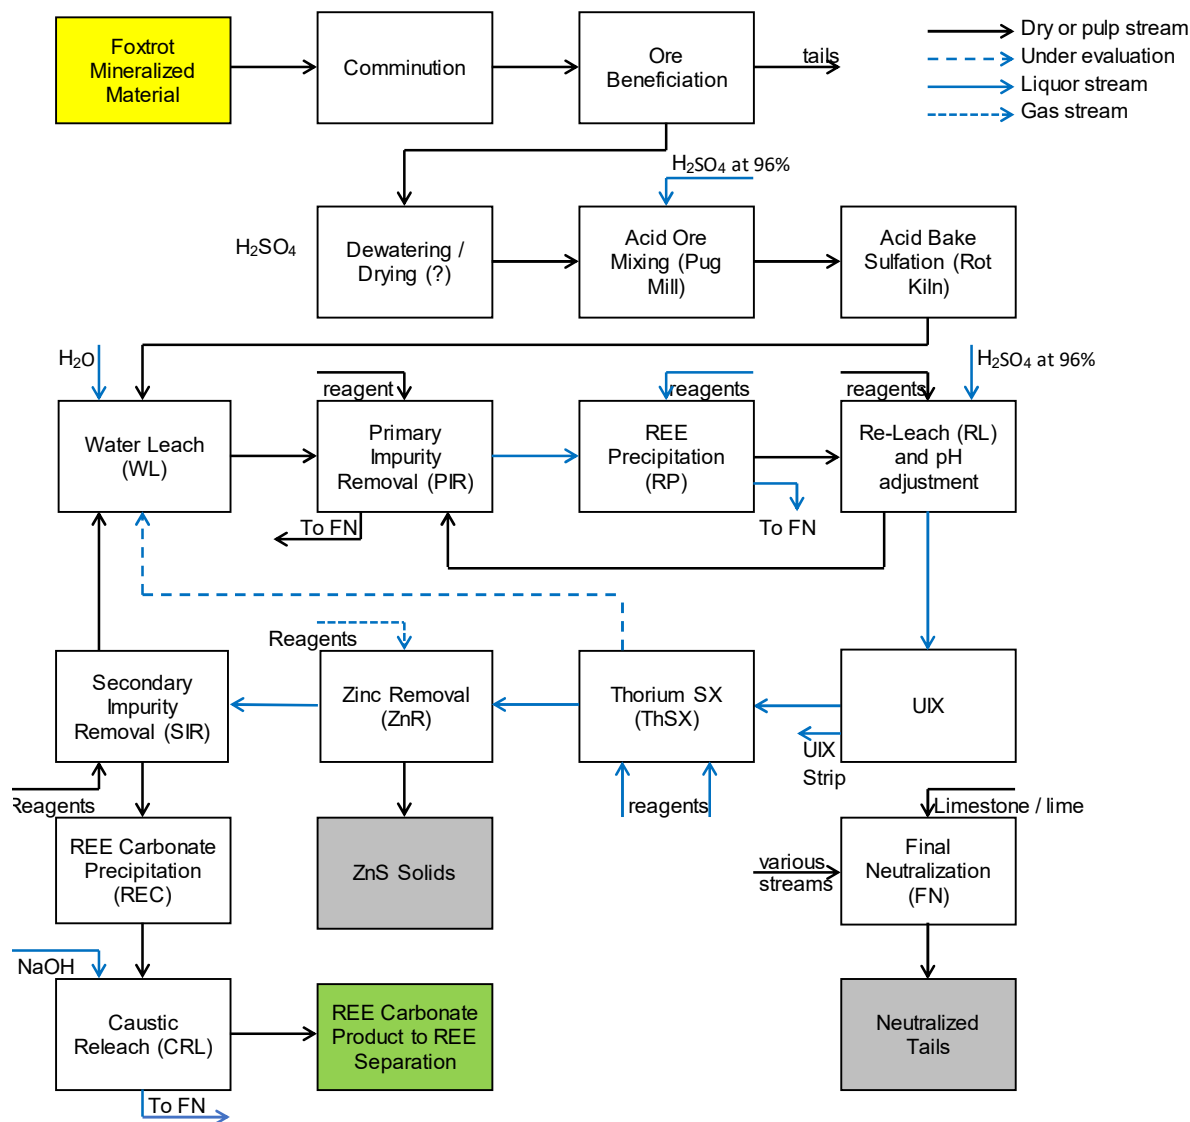 Foxtrot
Mineralized
Material
Comminution
Ore
Beneficiation
tails
Dry or pulp stream
Under evaluation
Liquor stream
Gas stream
H₂SO₄ at 96%
H₂SO₄
Dewatering /
Drying (?)
Acid Ore
Mixing (Pug
Mill)
Acid Bake
Sulfation (Rot
Kiln)
H₂O
reagent
reagents
reagents
H₂SO₄ at 96%
Water Leach
(WL)
Primary
Impurity
Removal (PIR)
REE
Precipitation
(RP)
Re-Leach (RL)
and pH
adjustment
To FN
To FN
Reagents
Secondary
Impurity
Removal (SIR)
Zinc Removal
(ZnR)
Thorium SX
(ThSX)
UIX
UIX
Strip
Reagents
reagents
Limestone / lime
REE Carbonate
Precipitation
(REC)
ZnS Solids
various
streams
Final
Neutralization
(FN)
NaOH
Caustic
Releach (CRL)
REE Carbonate
Product to REE
Separation
Neutralized
Tails
To FN